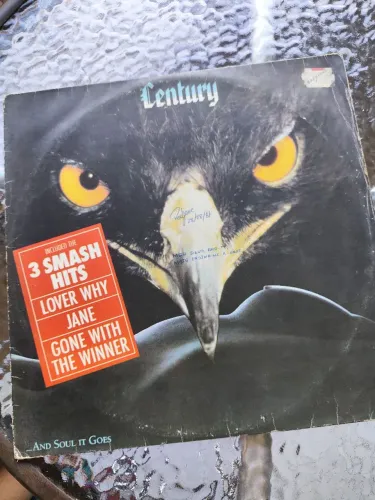 Century
INCLUDES THE
3 SMASH
HITS
LOVER WHY
JANE
GONE WITH
THE WINNER
...AND SOUL IT GOES